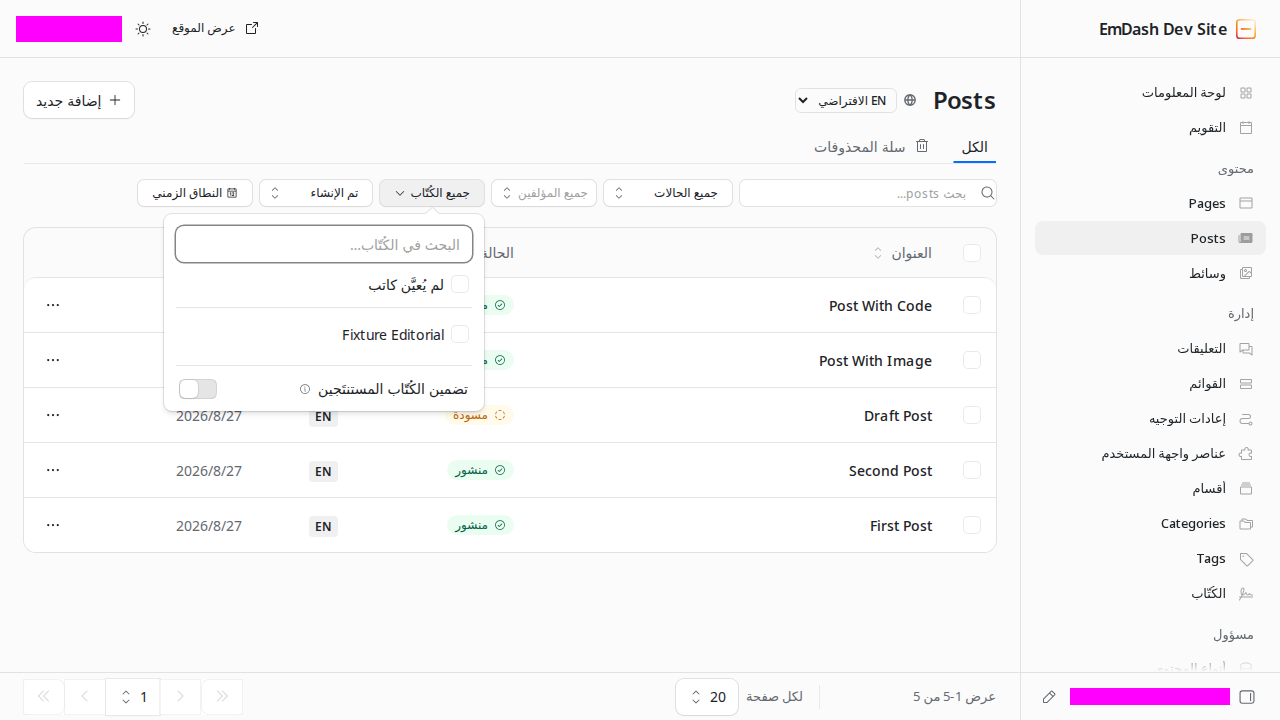 EmDash Dev Site
عرض الموقع
لوحة المعلومات
التقويم
محتوى
Pages
Posts
وسائط
إدارة
التعليقات
القوائم
إعادات التوجيه
عناصر واجهة المستخدم
أقسام
Categories
Tags
الكُتّاب
مسؤول
أنواع المحتوى
Posts
EN الافتراضي
إضافة جديد
الكل
سلة المحذوفات
بحث posts...
جميع الحالات
جميع المؤلفين
جميع الكُتّاب
تم الإنشاء
النطاق الزمني
البحث في الكُتّاب...
لم يُعيَّن كاتب
Fixture Editorial
تضمين الكُتّاب المستنتَجين
العنوان
Post With Code
Post With Image
Draft Post مسودة EN 2026/8/27
Second Post منشور EN 2026/8/27
First Post منشور EN 2026/8/27
عرض 1-5 من 5
لكل صفحة 20
1